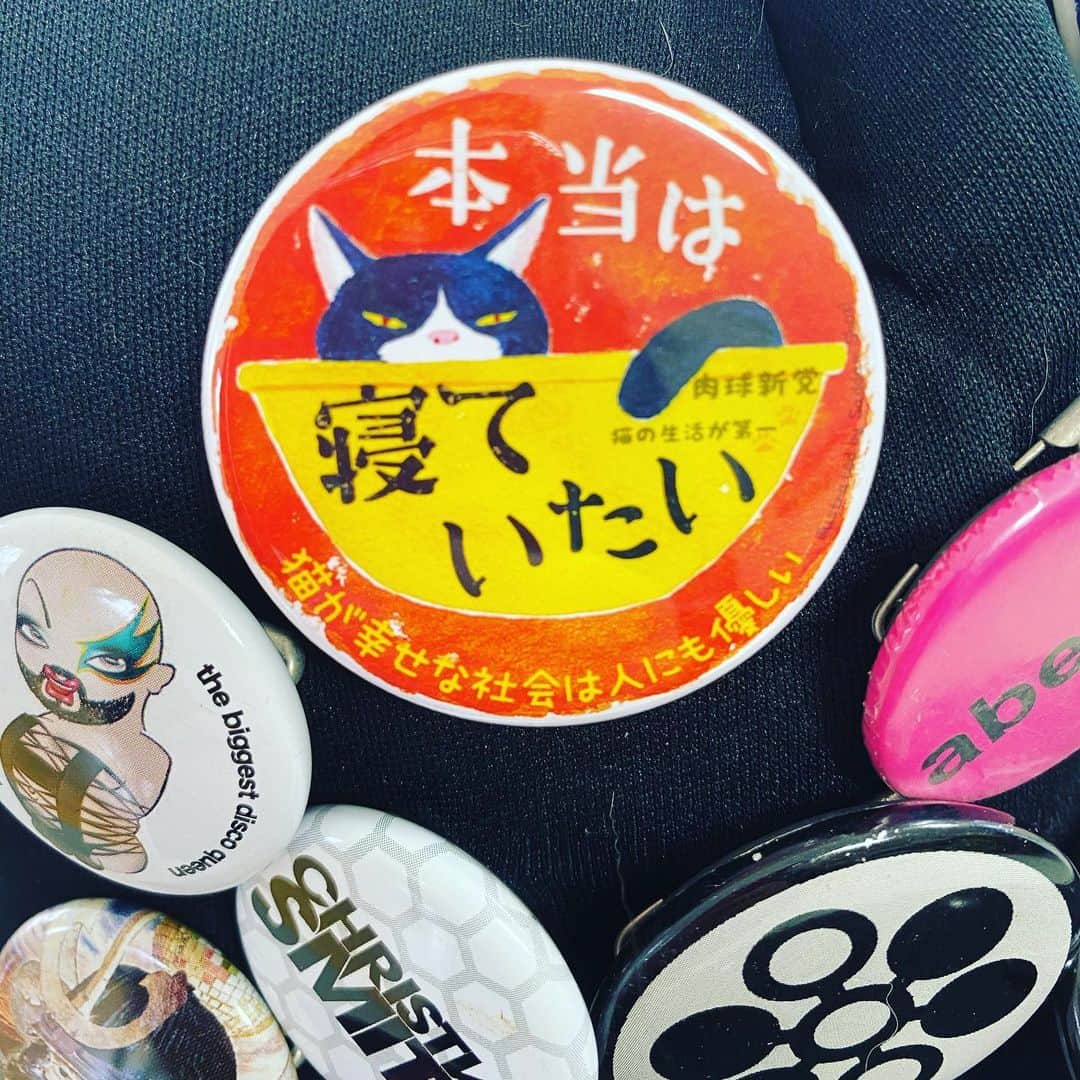 本当は
寝て
いたい
肉球新党
猫の生活が第一
猫が幸せな社会は人にも優しい
the biggest disco queen
abe